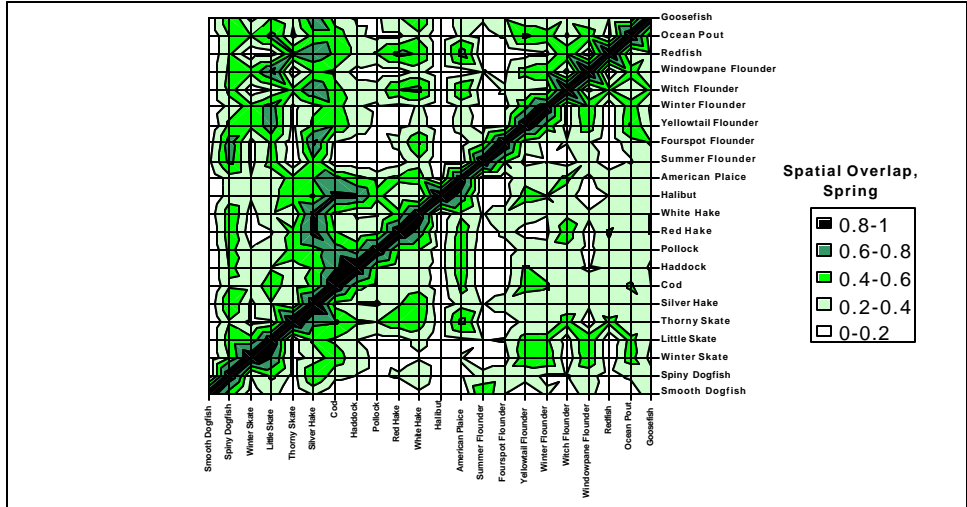 Goosefish
Ocean Pout
Redfish
Windowpane Flounder
Witch Flounder
Winter Flounder
Yellowtail Flounder
Fourspot Flounder
Summer Flounder
American Plaice
Halibut
White Hake
Red Hake
Pollock
Haddock
Cod
Silver Hake
Thorny Skate
Little Skate
Winter Skate
Spiny Dogfish
Smooth Dogfish
Smooth Dogfish
Spiny Dogfish
Winter Skate
Little Skate
Thorny Skate
Silver Hake
Cod
Haddock
Pollock
Red Hake
White Hake
Halibut
American Plaice
Summer Flounder
Fourspot Flounder
Yellowtail Flounder
Winter Flounder
Witch Flounder
Windowpane Flounder
Redfish
Ocean Pout
Goosefish
Spatial Overlap,
Spring
0.8-1
0.6-0.8
0.4-0.6
0.2-0.4
0-0.2